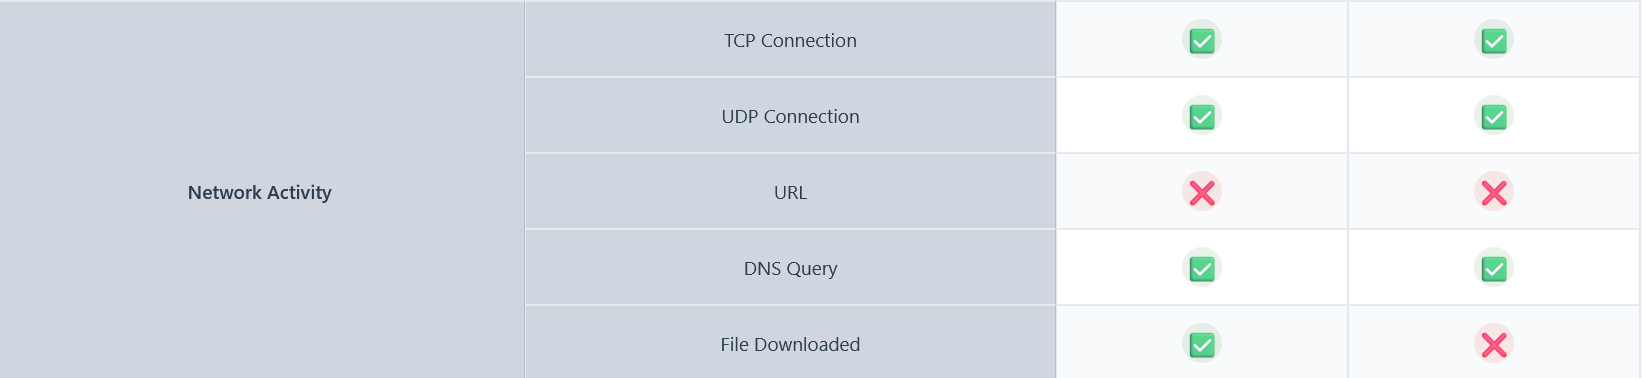 TCP Connection
UDP Connection
Network Activity
URL
DNS Query
File Downloaded